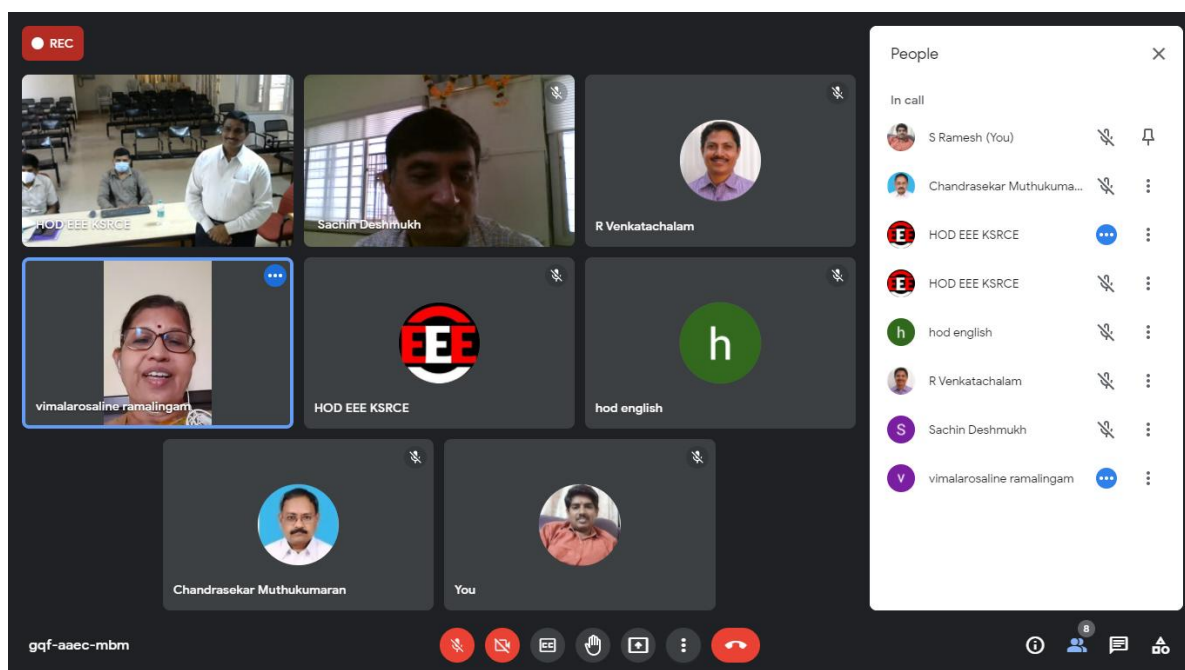 REC
HOD EEE KSRCE
Sachin Deshmukh
R Venkatachalam
vimalarosaline ramalingam
EEE
HOD EEE KSRCE
h
hod english
Chandrasekar Muthukumaran
You
People
In call
S Ramesh (You)
Chandrasekar Muthukuma...
EEE
HOD EEE KSRCE
EEE
HOD EEE KSRCE
h
hod english
R Venkatachalam
S
Sachin Deshmukh
v
vimalarosaline ramalingam
gqf-aaec-mbm
CC
8